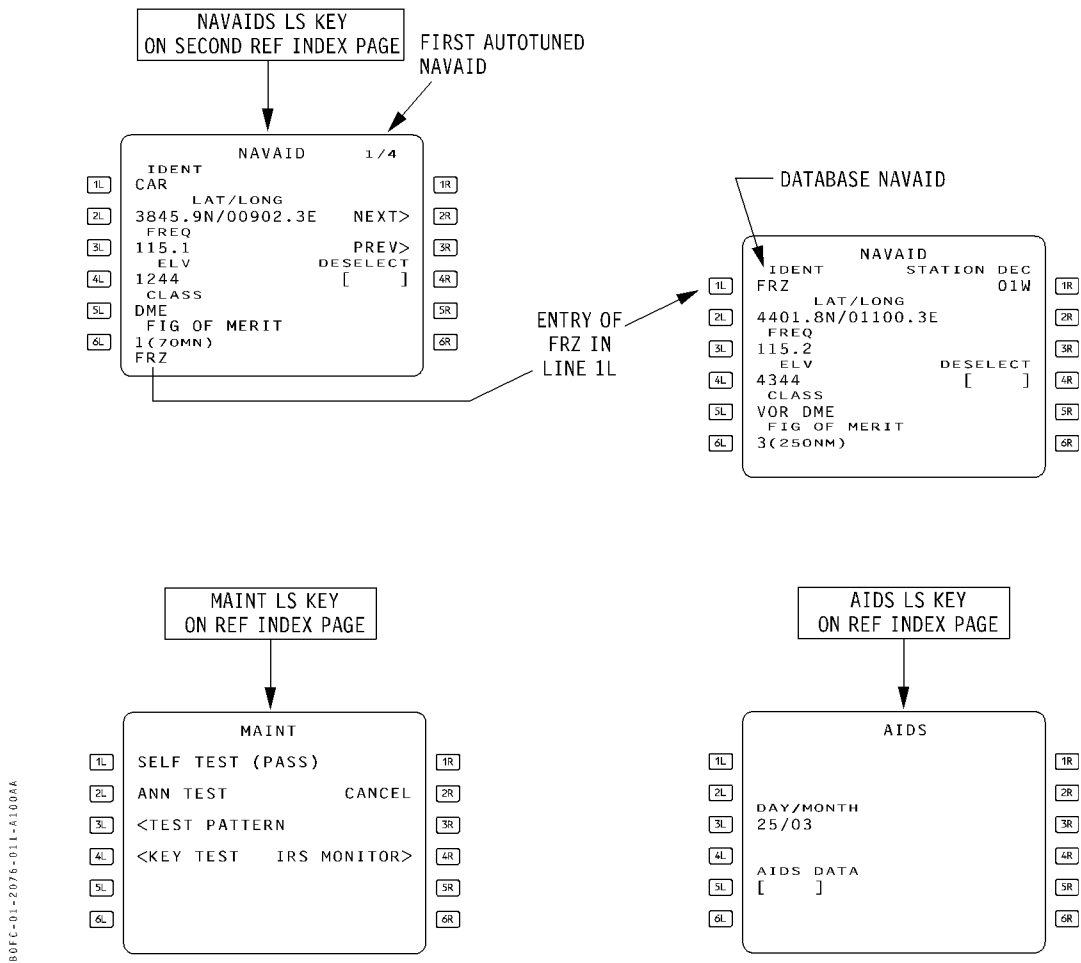 NAVAIDS LS KEY
ON SECOND REF INDEX PAGE
FIRST AUTOTUNED
NAVAID
NAVAID 1/4
IDENT
1L CAR 1R
LAT/LONG
2L 3845.9N/00902.3E NEXT> 2R
FREQ
3L 115.1 PREV> 3R
ELV DESELECT
4L 1244 [ ] 4R
CLASS
5L DME 5R
FIG OF MERIT
6L 1(70MN) 6R
FRZ
ENTRY OF
FRZ IN
LINE 1L
DATABASE NAVAID
NAVAID
IDENT STATION DEC
1L FRZ 01W 1R
LAT/LONG
2L 4401.8N/01100.3E 2R
FREQ
3L 115.2 3R
ELV DESELECT
4L 4344 [ ] 4R
CLASS
5L VOR DME 5R
FIG OF MERIT
6L 3(250NM) 6R
MAINT LS KEY
ON REF INDEX PAGE
MAINT
1L SELF TEST (PASS) 1R
2L ANN TEST CANCEL 2R
3L <TEST PATTERN 3R
4L <KEY TEST IRS MONITOR> 4R
5L 5R
6L 6R
AIDS LS KEY
ON REF INDEX PAGE
AIDS
1L 1R
2L 2R
DAY/MONTH
3L 25/03 3R
4L 4R
AIDS DATA
5L [ ] 5R
6L 6R
B0FC-01-2076-011-A100AA